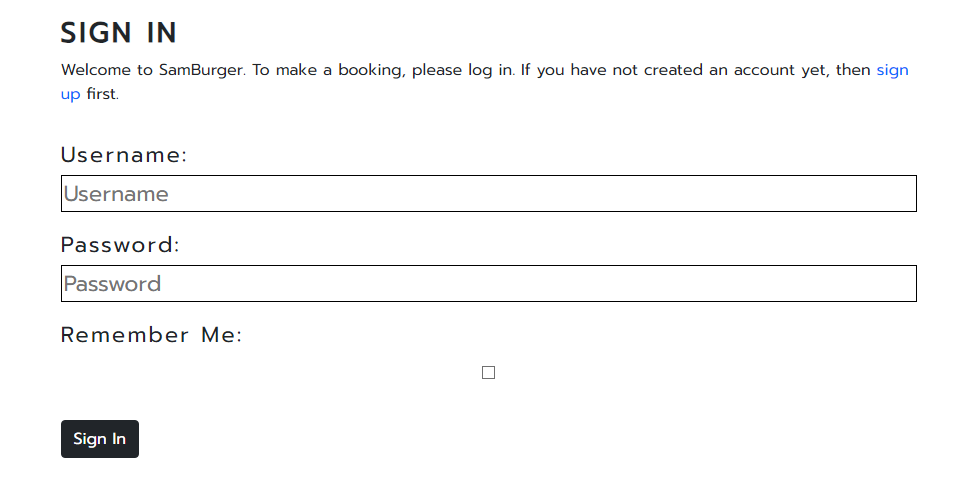 SIGN IN
Welcome to SamBurger. To make a booking, please log in. If you have not created an account yet, then sign
up first.
Username:
Username
Password:
Password
Remember Me:
Sign In